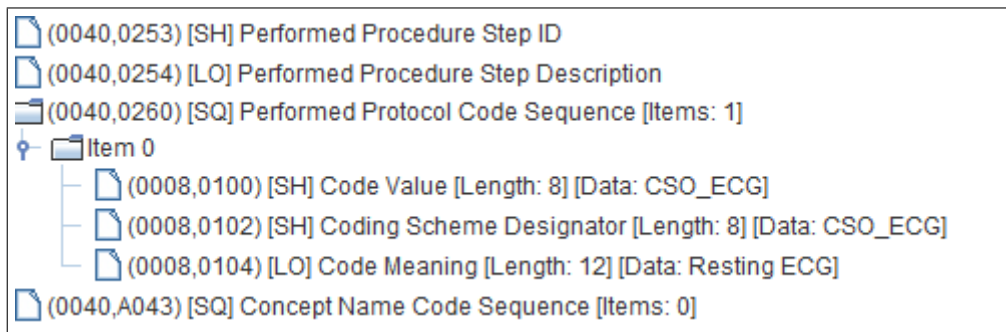 (0040,0253) [SH] Performed Procedure Step ID
(0040,0254) [LO] Performed Procedure Step Description
(0040,0260) [SQ] Performed Protocol Code Sequence [Items: 1]
Item 0
(0008,0100) [SH] Code Value [Length: 8] [Data: CSO_ECG]
(0008,0102) [SH] Coding Scheme Designator [Length: 8] [Data: CSO_ECG]
(0008,0104) [LO] Code Meaning [Length: 12] [Data: Resting ECG]
(0040,A043) [SQ] Concept Name Code Sequence [Items: 0]